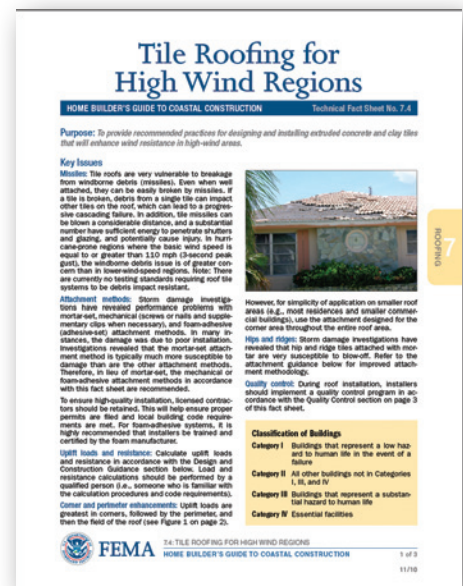 Tile Roofing for
High Wind Regions
HOME BUILDER'S GUIDE TO COASTAL CONSTRUCTION Technical Fact Sheet No. 7.4
Purpose: To provide recommended practices for designing and installing extruded concrete and clay tiles
that will enhance wind resistance in high-wind areas.
Key Issues
Missiles: Tile roofs are very vulnerable to breakage
from windborne debris (missiles). Even when well
attached, they can be easily broken by missiles. If
a tile is broken, debris from a single tile can impact
other tiles on the roof, which can lead to a progres-
sive cascading failure. In addition, tile missiles can
be blown a considerable distance, and a substantial
number have sufficient energy to penetrate shutters
and glazing, and potentially cause injury. In hurri-
cane-prone regions where the basic wind speed is
equal to or greater than 110 mph (3-second peak
gust), the windborne debris issue is of greater con-
cern than in lower-wind-speed regions. Note: There
are currently no testing standards requiring roof tile
systems to be debris impact resistant.
Attachment methods: Storm damage investiga-
tions have revealed performance problems with
mortar-set, mechanical (screws or nails and supple-
mentary clips when necessary), and foam-adhesive
(adhesive-set) attachment methods. In many in-
stances, the damage was due to poor installation.
Investigations revealed that the mortar-set attach-
ment method is typically much more susceptible to
damage than are the other attachment methods.
Therefore, in lieu of mortar-set, the mechanical or
foam-adhesive attachment methods in accordance
with this fact sheet are recommended.
To ensure high-quality installation, licensed contrac-
tors should be retained. This will help ensure proper
permits are filed and local building code require-
ments are met. For foam-adhesive systems, it is
highly recommended that installers be trained and
certified by the foam manufacturer.
Uplift loads and resistance: Calculate uplift loads
and resistance in accordance with the Design and
Construction Guidance section below. Load and
resistance calculations should be performed by a
qualified person (i.e., someone who is familiar with
the calculation procedures and code requirements).
Corner and perimeter enhancements: Uplift loads are
greatest in corners, followed by the perimeter, and
then the field of the roof (see Figure 1 on page 2).
However, for simplicity of application on smaller roof
areas (e.g., most residences and smaller commer-
cial buildings), use the attachment designed for the
corner area throughout the entire roof area.
Hips and ridges: Storm damage investigations have
revealed that hip and ridge tiles attached with mor-
tar are very susceptible to blow-off. Refer to the
attachment guidance below for improved attach-
ment methodology.
Quality control: During roof installation, installers
should implement a quality control program in ac-
cordance with the Quality Control section on page 3
of this fact sheet.
Classification of Buildings
Category I Buildings that represent a low haz-
ard to human life in the event of a
failure
Category II All other buildings not in Categories
I, III, and IV
Category III Buildings that represent a substan-
tial hazard to human life
Category IV Essential facilities
7
ROOFING
FEMA
7.4: TILE ROOFING FOR HIGH WIND REGIONS
HOME BUILDER'S GUIDE TO COASTAL CONSTRUCTION 1 of 3
11/10